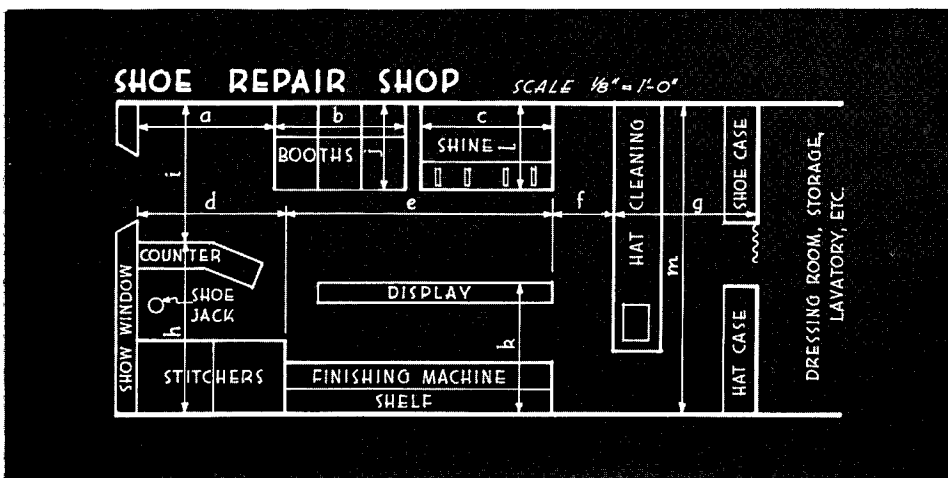 SHOE REPAIR SHOP
SCALE 1/8" = 1'-0"
a
b
c
BOOTHS
j
SHINE
l
HAT CLEANING
SHOE CASE
i
d
e
f
g
m
DRESSING ROOM, STORAGE,
LAVATORY, ETC.
COUNTER
SHOE
JACK
h
DISPLAY
k
SHOW WINDOW
STITCHERS
FINISHING MACHINE
SHELF
HAT CASE